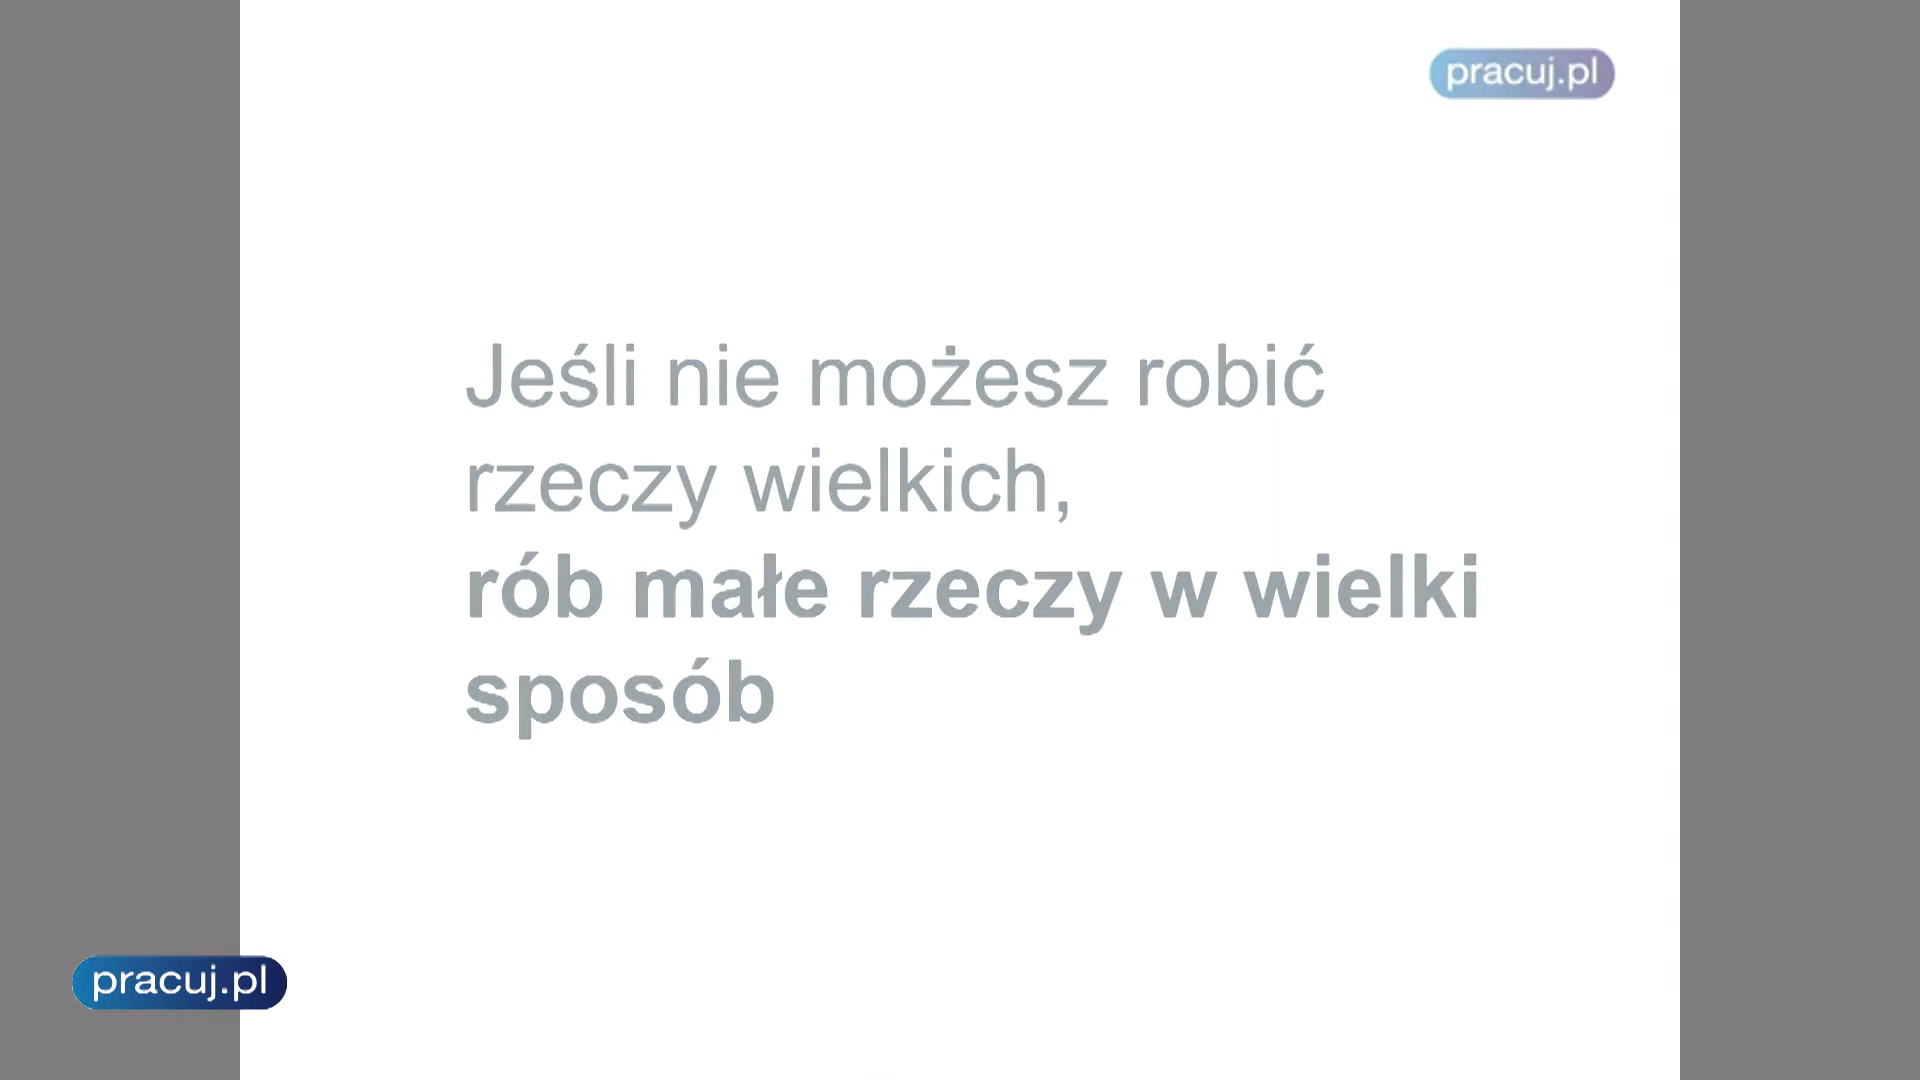 pracuj.pl
Jeśli nie możesz robić
rzeczy wielkich,
rób małe rzeczy w wielki
sposób
pracuj.pl